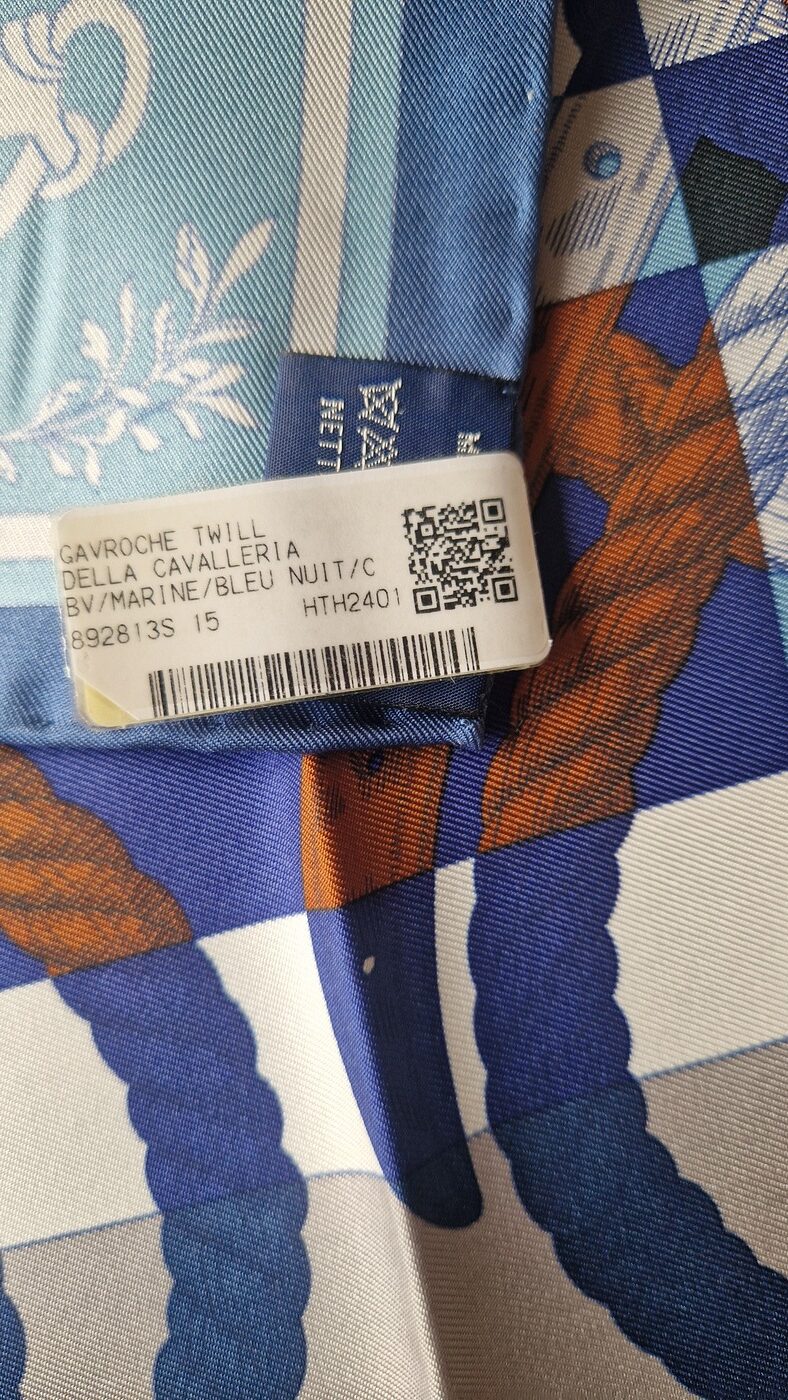 GAVROCHE TWILL
DELLA CAVALLERIA
BV/MARINE/BLEU NUIT/C
892813S 15 HTH2401